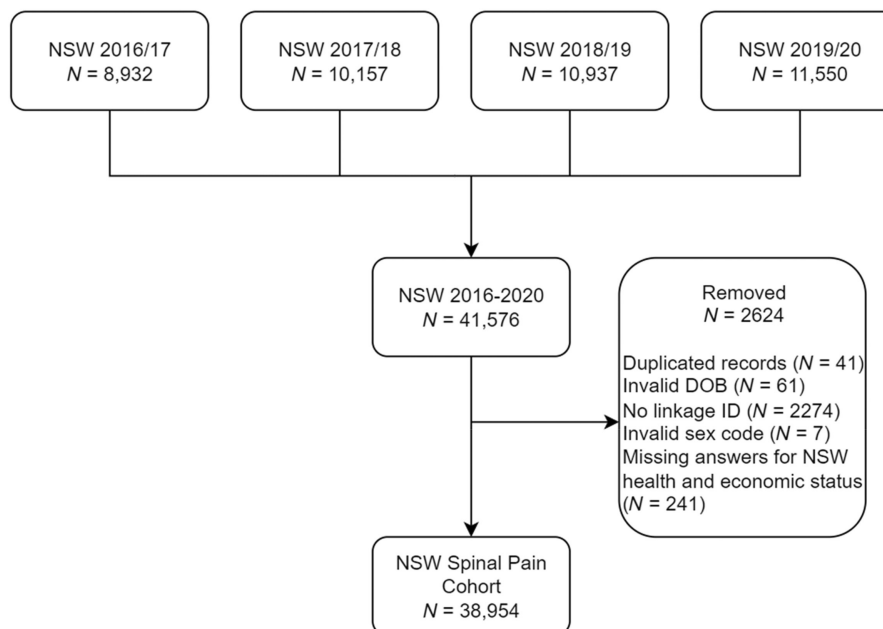 NSW 2016/17
N = 8,932
NSW 2017/18
N = 10,157
NSW 2018/19
N = 10,937
NSW 2019/20
N = 11,550
NSW 2016-2020
N = 41,576
Removed
N = 2624
Duplicated records (N = 41)
Invalid DOB (N = 61)
No linkage ID (N = 2274)
Invalid sex code (N = 7)
Missing answers for NSW
health and economic status
(N = 241)
NSW Spinal Pain
Cohort
N = 38,954